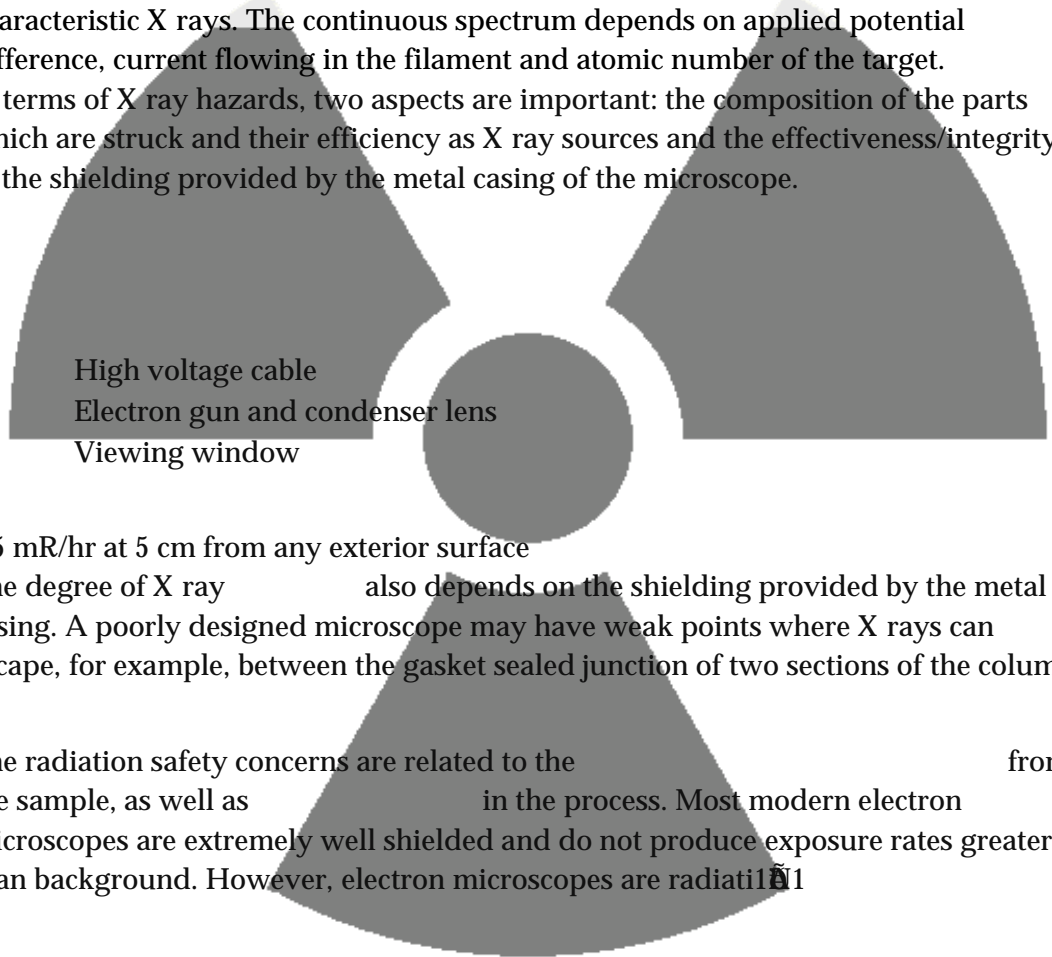 aracteristic X rays. The continuous spectrum depends on applied potential
fference, current flowing in the filament and atomic number of the target.
terms of X ray hazards, two aspects are important: the composition of the parts
hich are struck and their efficiency as X ray sources and the effectiveness/integrity
the shielding provided by the metal casing of the microscope.
High voltage cable
Electron gun and condenser lens
Viewing window
5 mR/hr at 5 cm from any exterior surface
he degree of X ray also depends on the shielding provided by the metal
sing. A poorly designed microscope may have weak points where X rays can
cape, for example, between the gasket sealed junction of two sections of the colum
he radiation safety concerns are related to the from
e sample, as well as in the process. Most modern electron
icroscopes are extremely well shielded and do not produce exposure rates greater
an background. However, electron microscopes are radiati